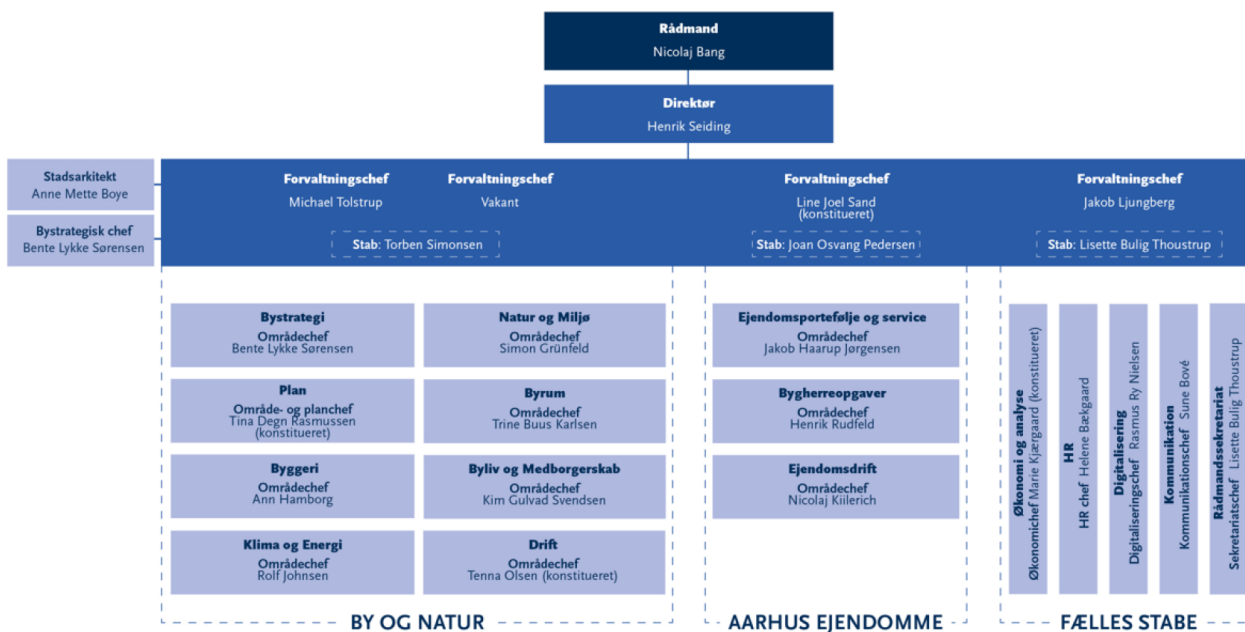 Rådmand
Nicolaj Bang
Direktør
Henrik Seiding
Stadsarkitekt
Anne Mette Boye
Bystrategisk chef
Bente Lykke Sørensen
Forvaltningschef
Michael Tolstrup
Forvaltningschef
Vakant
Stab: Torben Simonsen
Forvaltningschef
Line Joel Sand
(konstitueret)
Stab: Joan Osvang Pedersen
Forvaltningschef
Jakob Ljungberg
Stab: Lisette Bulig Thoustrup
Bystrategi
Områdechef
Bente Lykke Sørensen
Plan
Område- og planchef
Tina Degn Rasmussen
(konstitueret)
Byggeri
Områdechef
Ann Hamborg
Klima og Energi
Områdechef
Rolf Johnsen
Natur og Miljø
Områdechef
Simon Grünfeld
Byrum
Områdechef
Trine Buus Karlsen
Byliv og Medborgerskab
Områdechef
Kim Gulvad Svendsen
Drift
Områdechef
Tenna Olsen (konstitueret)
BY OG NATUR
Ejendomsportefølje og service
Områdechef
Jakob Haarup Jørgensen
Bygherreopgaver
Områdechef
Henrik Rudfeld
Ejendomsdrift
Områdechef
Nicolaj Kiilerich
AARHUS EJENDOMME
Økonomi og analyse
Økonomichef Marie Kjærgaard (konstitueret)
HR
HR chef Helene Bækgaard
Digitalisering
Digitaliseringschef Rasmus Ry Nielsen
Kommunikation
Kommunikationschef Sune Bové
Rådmandssekretariat
Sekretariatschef Lisette Bulig Thoustrup
FÆLLES STABE